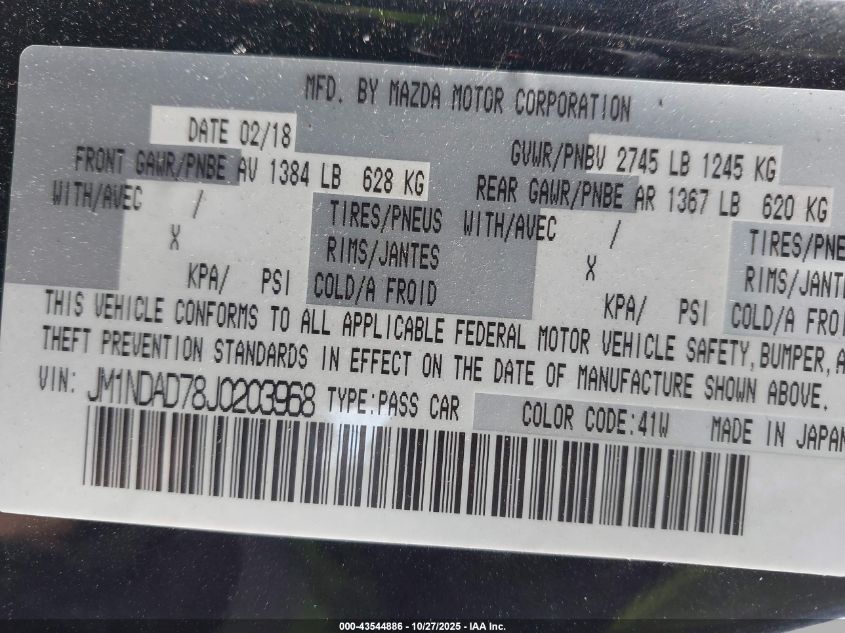 MFD. BY MAZDA MOTOR CORPORATION
DATE 02/18
GVWR/PNBV 2745 LB 1245 KG
FRONT GAWR/PNBE AV 1384 LB 628 KG
REAR GAWR/PNBE AR 1367 LB 620 KG
WITH/AVEC / TIRES/PNEUS
WITH/AVEC / TIRES/PNE
X RIMS/JANTES
X RIMS/JANT
KPA/ PSI COLD/A FROID
KPA/ PSI COLD/A FROI
THIS VEHICLE CONFORMS TO ALL APPLICABLE FEDERAL MOTOR VEHICLE SAFETY, BUMPER, A
THEFT PREVENTION STANDARDS IN EFFECT ON THE DATE OF MANUFACTURE SHOWN ABOVE.
VIN: JM1NDAD78J0203968 TYPE:PASS CAR COLOR CODE:41W MADE IN JAPAN
000-43544886 - 10/27/2025 - IAA Inc.